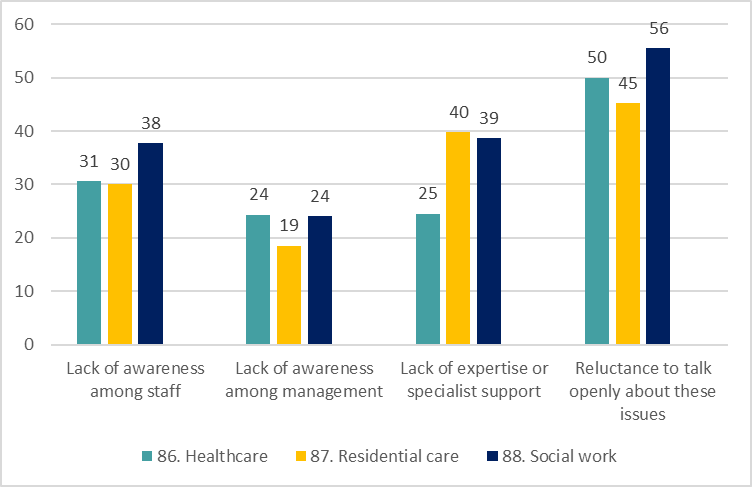 60
50
40
30
20
10
0
31
30
38
24
19
24
25
40
39
50
45
56
Lack of awareness
among staff
Lack of awareness
among management
Lack of expertise or
specialist support
Reluctance to talk
openly about these
issues
86. Healthcare
87. Residential care
88. Social work